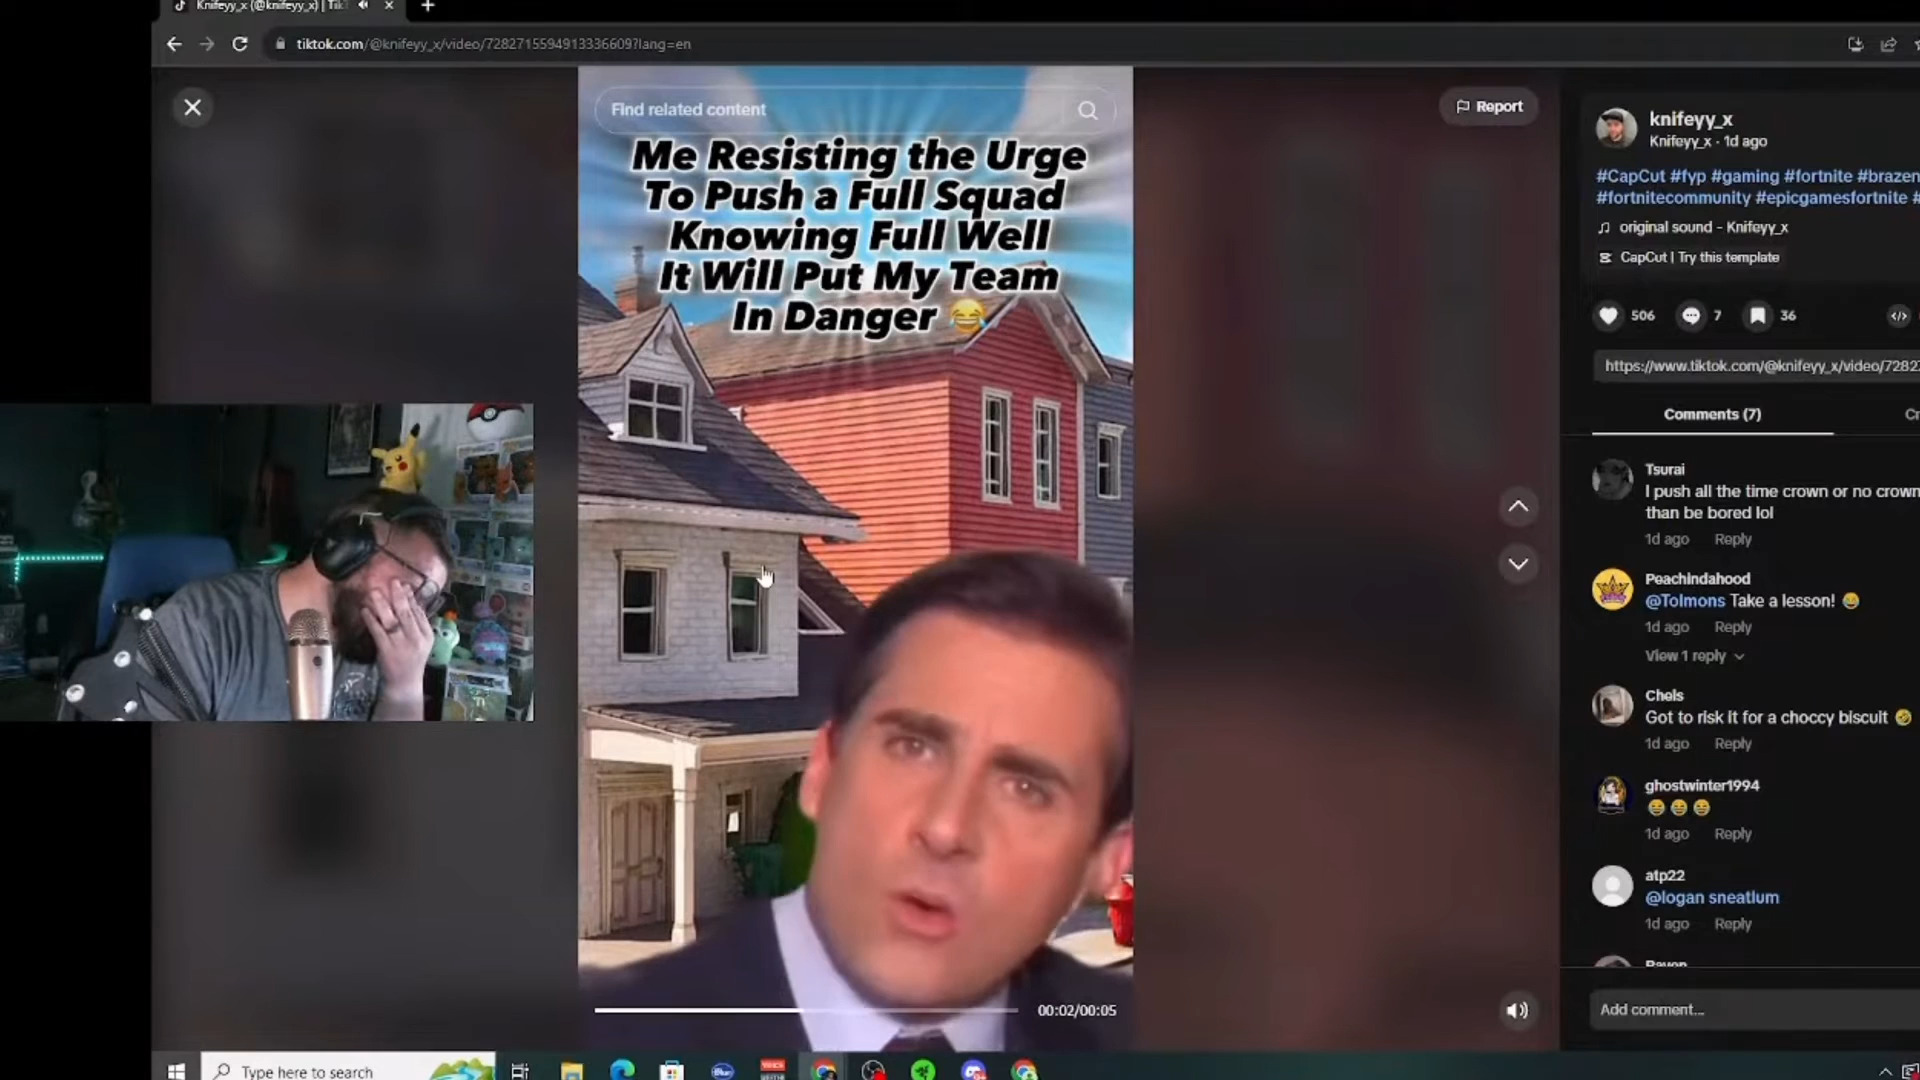 Knifeyy_x (@knifeyy_x) | Tik
tiktok.com/@knifeyy_x/video/7282715594913336609?lang=en
Find related content
Report
Me Resisting the Urge
To Push a Full Squad
Knowing Full Well
It Will Put My Team
In Danger 😂
00:02/00:05
knifeyy_x
Knifeyy_x · 1d ago
#CapCut #fyp #gaming #fortnite #brazen
#fortnitecommunity #epicgamesfortnite #
original sound - Knifeyy_x
CapCut | Try this template
506
7
36
https://www.tiktok.com/@knifeyy_x/video/7282
Comments (7)
Cr
Tsurai
I push all the time crown or no crown
than be bored lol
1d ago Reply
Peachindahood
@Tolmons Take a lesson! 😂
1d ago Reply
View 1 reply
Chels
Got to risk it for a choccy biscuit 🤣
1d ago Reply
ghostwinter1994
😂😂😂
1d ago Reply
atp22
@logan sneatlum
1d ago Reply
Add comment...
Type here to search